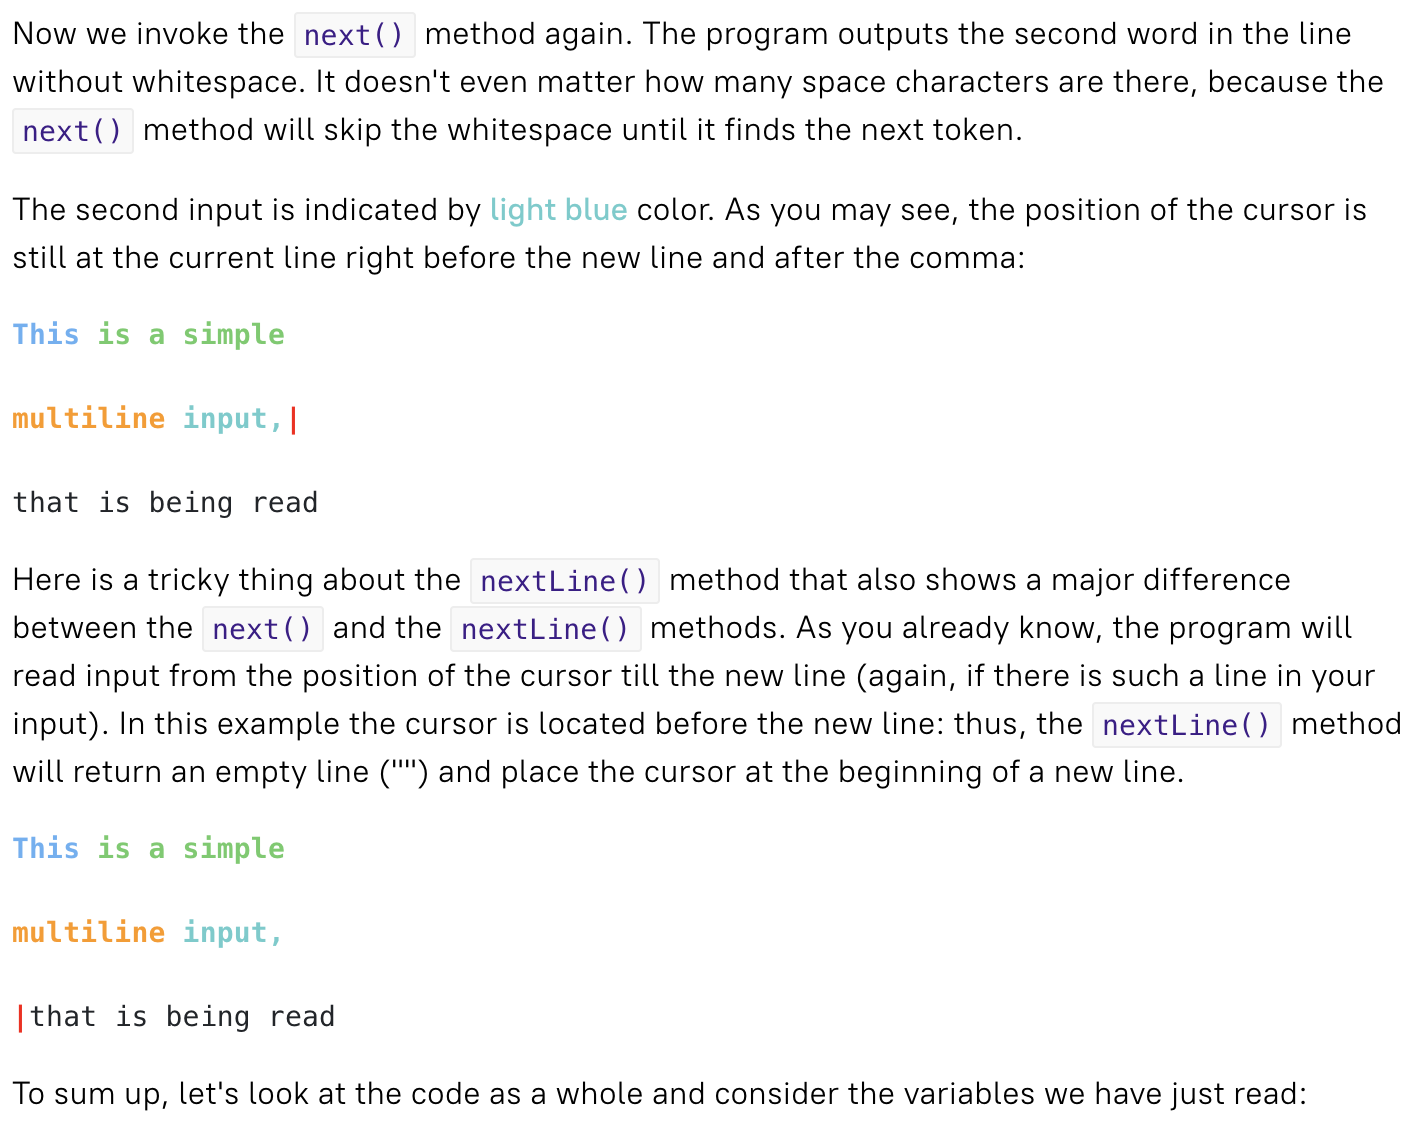 Now we invoke the next() method again. The program outputs the second word in the line
without whitespace. It doesn't even matter how many space characters are there, because the
next() method will skip the whitespace until it finds the next token.
The second input is indicated by light blue color. As you may see, the position of the cursor is
still at the current line right before the new line and after the comma:
This is a simple
multiline input,|
that is being read
Here is a tricky thing about the nextLine() method that also shows a major difference
between the next() and the nextLine() methods. As you already know, the program will
read input from the position of the cursor till the new line (again, if there is such a line in your
input). In this example the cursor is located before the new line: thus, the nextLine() method
will return an empty line ("") and place the cursor at the beginning of a new line.
This is a simple
multiline input,
|that is being read
To sum up, let's look at the code as a whole and consider the variables we have just read: